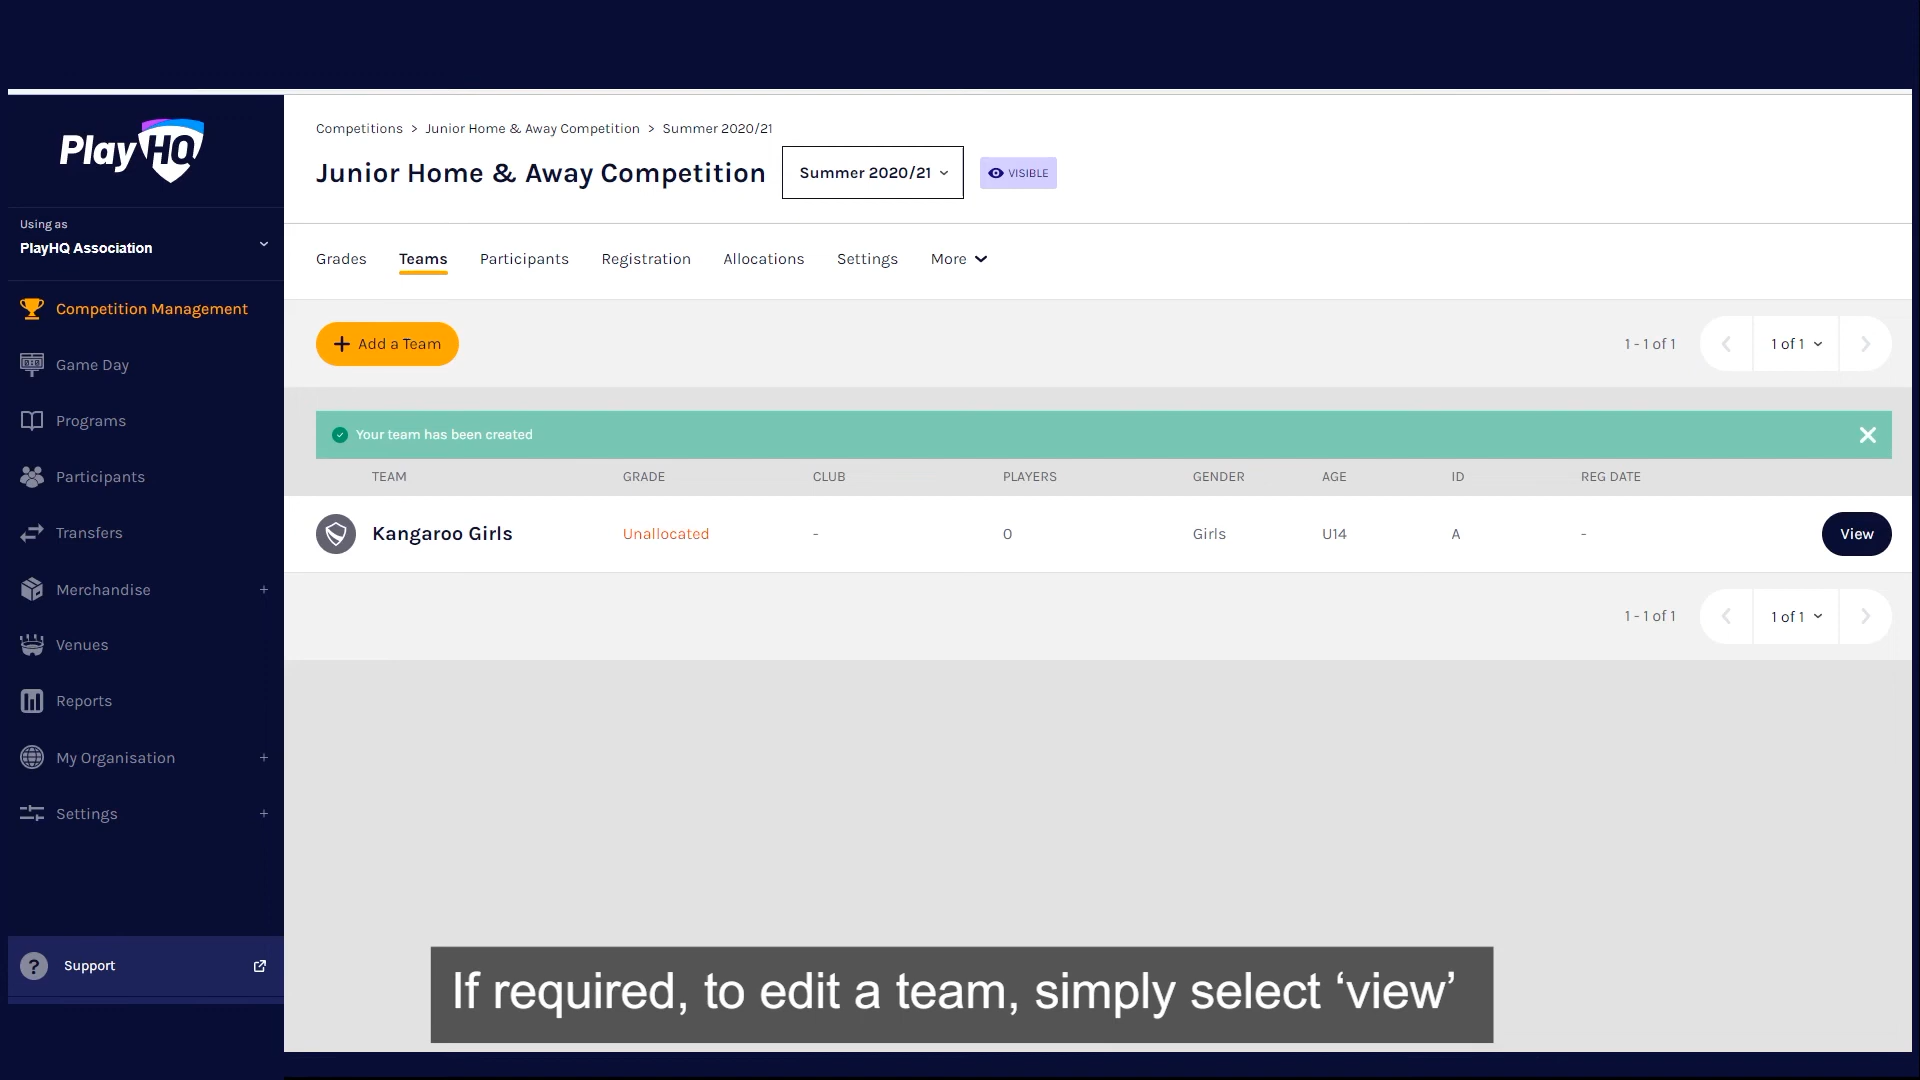 PlayHQ
Using as
PlayHQ Association
Competition Management
Game Day
Programs
Participants
Transfers
Merchandise +
Venues
Reports
My Organisation +
Settings +
? Support
Competitions > Junior Home & Away Competition > Summer 2020/21
Junior Home & Away Competition Summer 2020/21 VISIBLE
Grades Teams Participants Registration Allocations Settings More
+ Add a Team 1 - 1 of 1 1 of 1
Your team has been created
TEAM GRADE CLUB PLAYERS GENDER AGE ID REG DATE
Kangaroo Girls Unallocated - 0 Girls U14 A - View
1 - 1 of 1 1 of 1
If required, to edit a team, simply select ‘view’